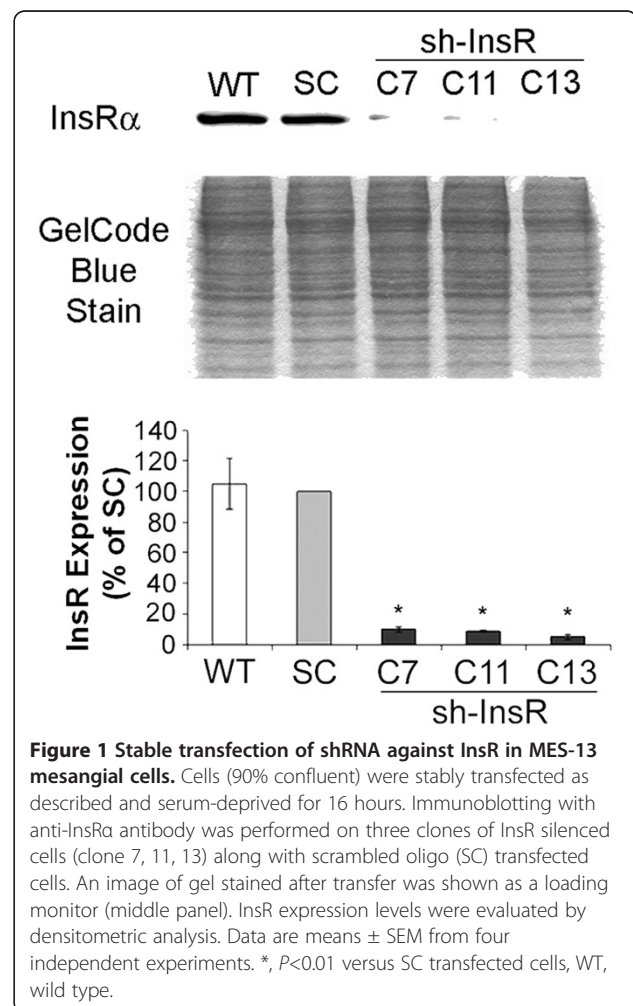 sh-InsR
WT SC C7 C11 C13
InsRα
GelCode
Blue
Stain
InsR Expression
(% of SC)
140
120
100
80
60
40
20
0
* * *
WT SC C7 C11 C13
sh-InsR
Figure 1 Stable transfection of shRNA against InsR in MES-13
mesangial cells. Cells (90% confluent) were stably transfected as
described and serum-deprived for 16 hours. Immunoblotting with
anti-InsRα antibody was performed on three clones of InsR silenced
cells (clone 7, 11, 13) along with scrambled oligo (SC) transfected
cells. An image of gel stained after transfer was shown as a loading
monitor (middle panel). InsR expression levels were evaluated by
densitometric analysis. Data are means ± SEM from four
independent experiments. *, P<0.01 versus SC transfected cells, WT,
wild type.